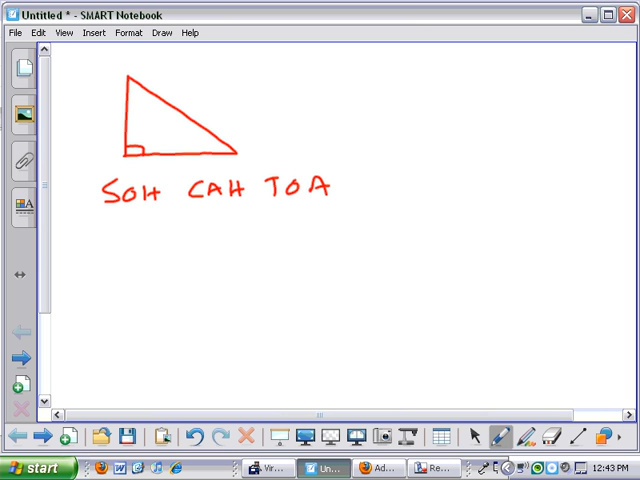 Untitled * - SMART Notebook
File Edit View Insert Format Draw Help
SOH CAH TOA
start Vir... Un... Ad... Re... 12:43 PM